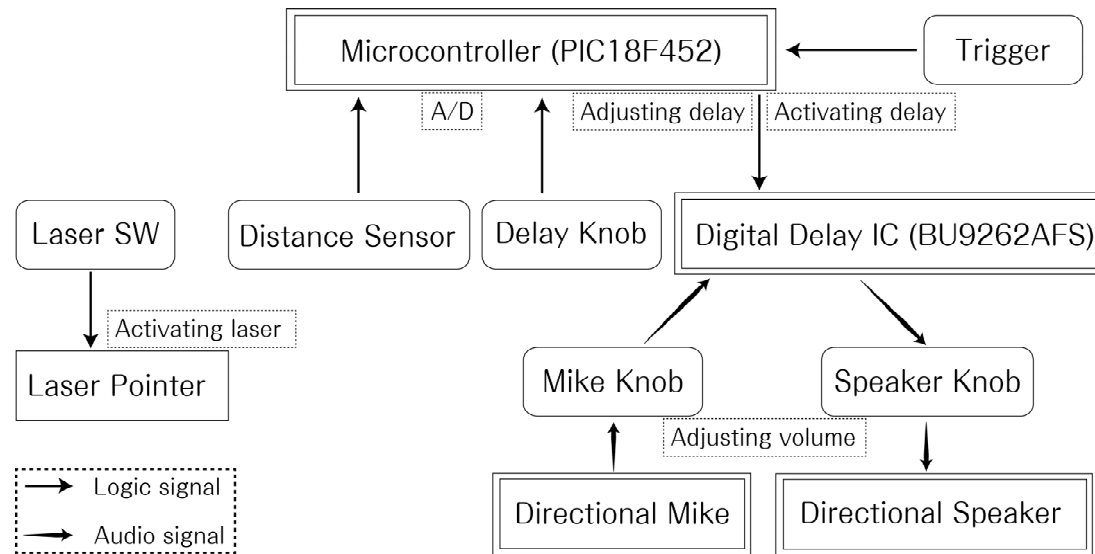 Microcontroller (PIC18F452)
Trigger
A/D
Adjusting delay
Activating delay
Laser SW
Distance Sensor
Delay Knob
Digital Delay IC (BU9262AFS)
Activating laser
Laser Pointer
Mike Knob
Speaker Knob
Adjusting volume
Logic signal
Audio signal
Directional Mike
Directional Speaker